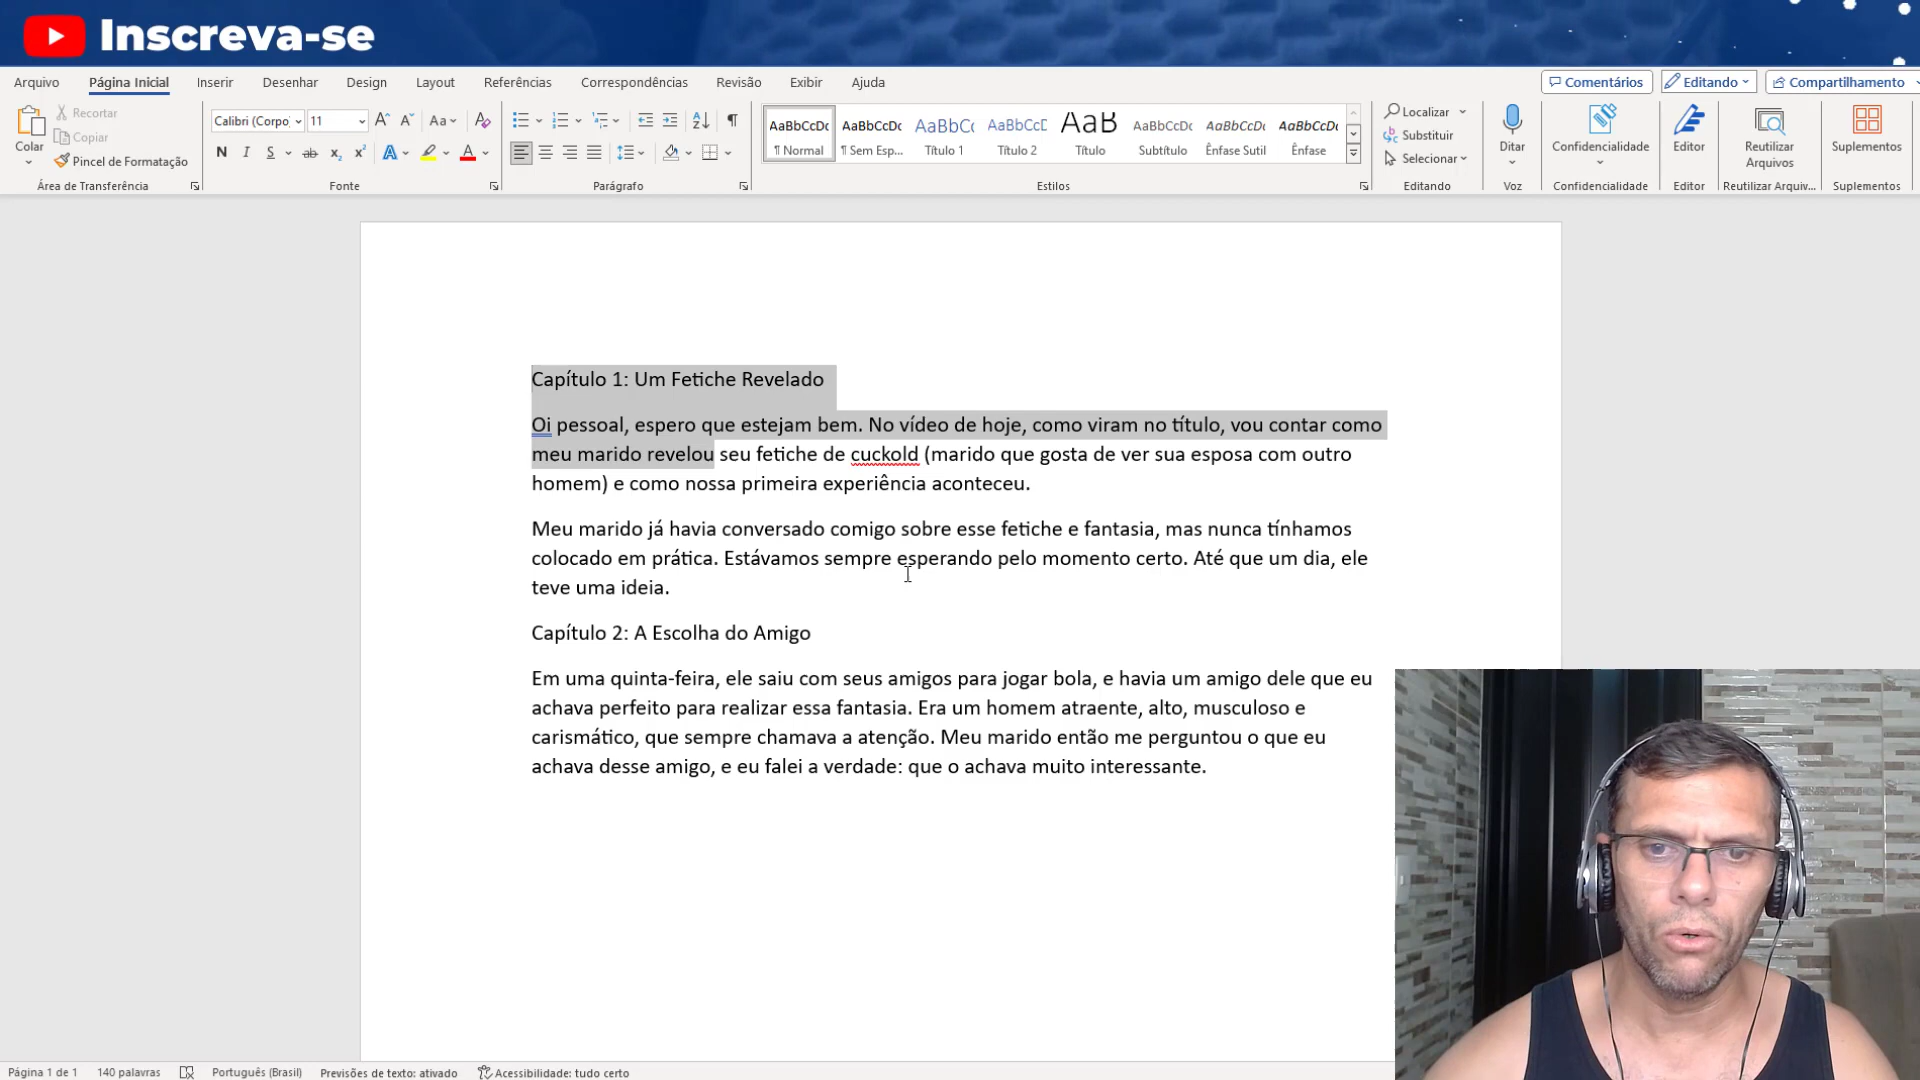 Inscreva-se
Arquivo Página Inicial Inserir Desenhar Design Layout Referências Correspondências Revisão Exibir Ajuda
Comentários Editando Compartilhamento
Colar
Recortar
Copiar
Pincel de Formatação
Área de Transferência
Calibri (Corpo 11
N I S ab x₂ x²
Fonte
Parágrafo
AaBbCcDc AaBbCcDc AaBbCc AaBbCcD AaB AaBbCcD AaBbCcDc AaBbCcDc
¶ Normal ¶ Sem Esp... Título 1 Título 2 Título Subtítulo Ênfase Sutil Ênfase
Estilos
Localizar
Substituir
Selecionar
Editando
Ditar
Voz
Confidencialidade
Confidencialidade
Editor
Editor
Reutilizar
Arquivos
Reutilizar Arquiv...
Suplementos
Suplementos
Capítulo 1: Um Fetiche Revelado
Oi pessoal, espero que estejam bem. No vídeo de hoje, como viram no título, vou contar como
meu marido revelou seu fetiche de cuckold (marido que gosta de ver sua esposa com outro
homem) e como nossa primeira experiência aconteceu.
Meu marido já havia conversado comigo sobre esse fetiche e fantasia, mas nunca tínhamos
colocado em prática. Estávamos sempre esperando pelo momento certo. Até que um dia, ele
teve uma ideia.
Capítulo 2: A Escolha do Amigo
Em uma quinta-feira, ele saiu com seus amigos para jogar bola, e havia um amigo dele que eu
achava perfeito para realizar essa fantasia. Era um homem atraente, alto, musculoso e
carismático, que sempre chamava a atenção. Meu marido então me perguntou o que eu
achava desse amigo, e eu falei a verdade: que o achava muito interessante.
Página 1 de 1 140 palavras Português (Brasil) Previsões de texto: ativado Acessibilidade: tudo certo